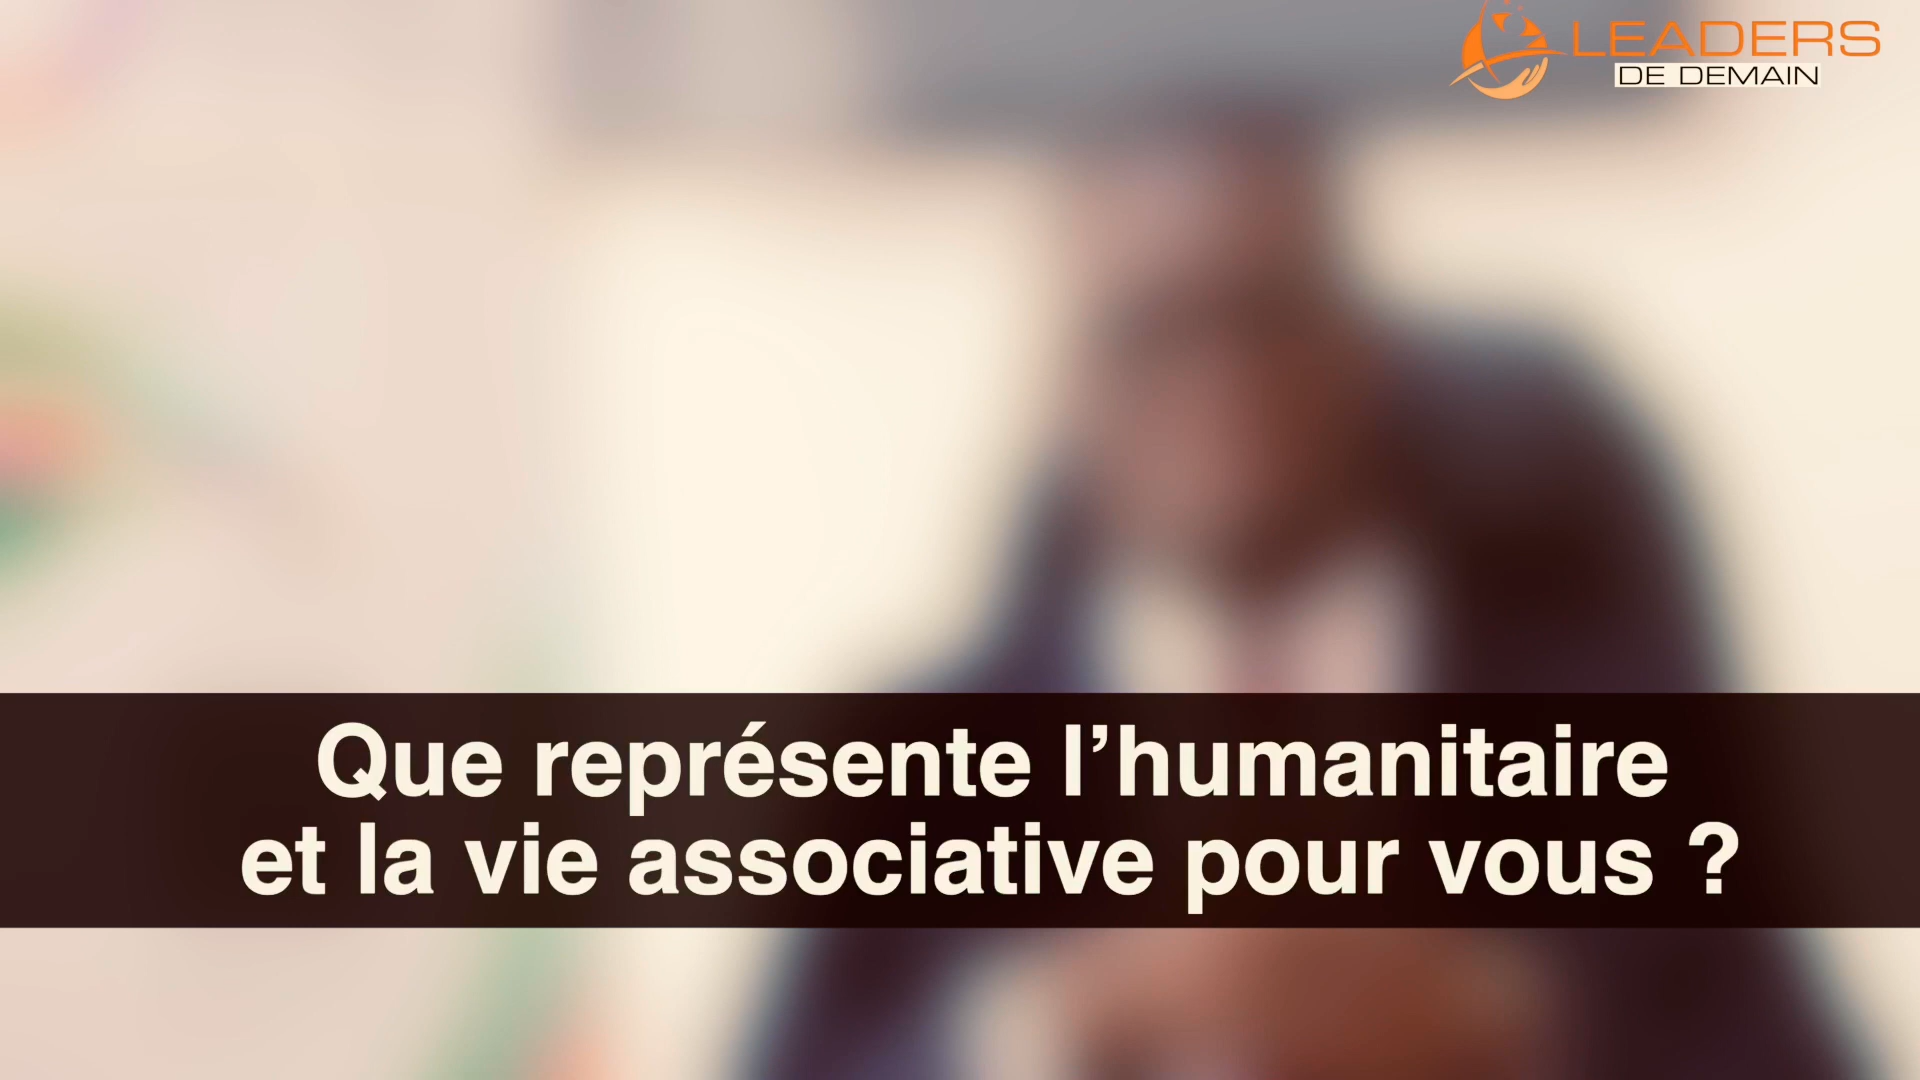 LEADERS
DE DEMAIN
Que représente l’humanitaire
et la vie associative pour vous ?